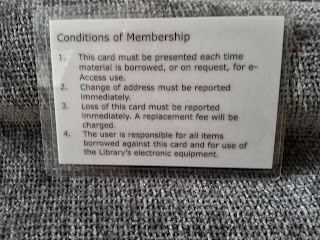 Conditions of Membership
1. This card must be presented each time
material is borrowed, or on request, for e-
Access use.
2. Change of address must be reported
immediately.
3. Loss of this card must be reported
immediately. A replacement fee will be
charged.
4. The user is responsible for all items
borrowed against this card and for use of
the Library's electronic equipment.